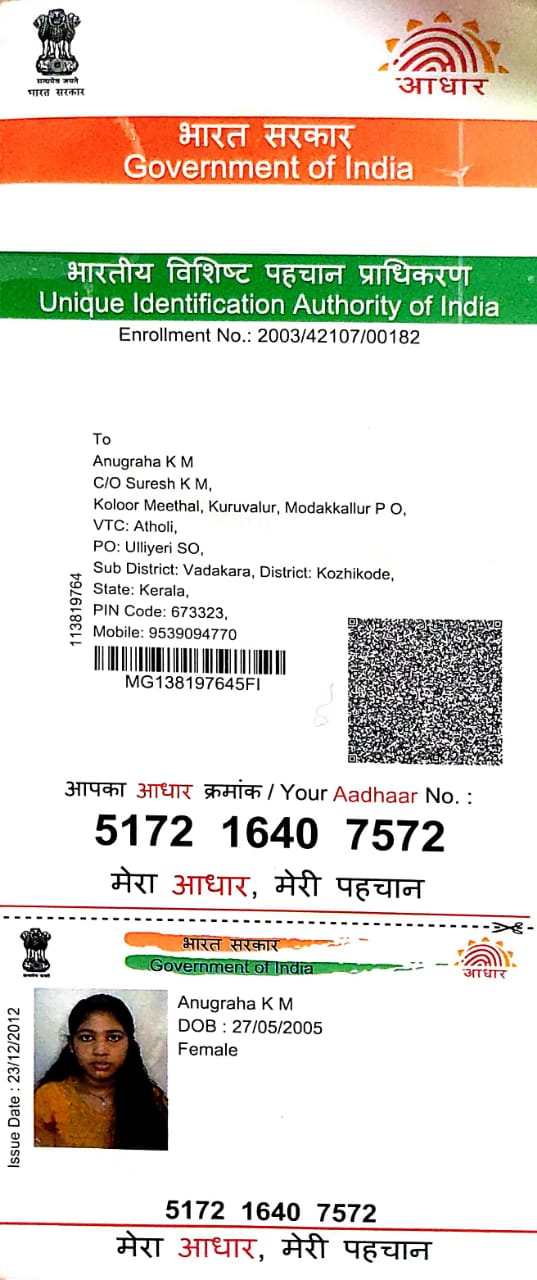 सत्यमेव जयते
भारत सरकार
आधार
भारत सरकार
Government of India
भारतीय विशिष्ट पहचान प्राधिकरण
Unique Identification Authority of India
Enrollment No.: 2003/42107/00182
To
Anugraha K M
C/O Suresh K M,
Koloor Meethal, Kuruvalur, Modakkallur P O,
VTC: Atholi,
PO: Ulliyeri SO,
Sub District: Vadakara, District: Kozhikode,
State: Kerala,
PIN Code: 673323,
Mobile: 9539094770
113819764
MG138197645FI
आपका आधार क्रमांक / Your Aadhaar No. :
5172 1640 7572
मेरा आधार, मेरी पहचान
भारत सरकार
Government of India
आधार
Issue Date : 23/12/2012
Anugraha K M
DOB : 27/05/2005
Female
5172 1640 7572
मेरा आधार, मेरी पहचान